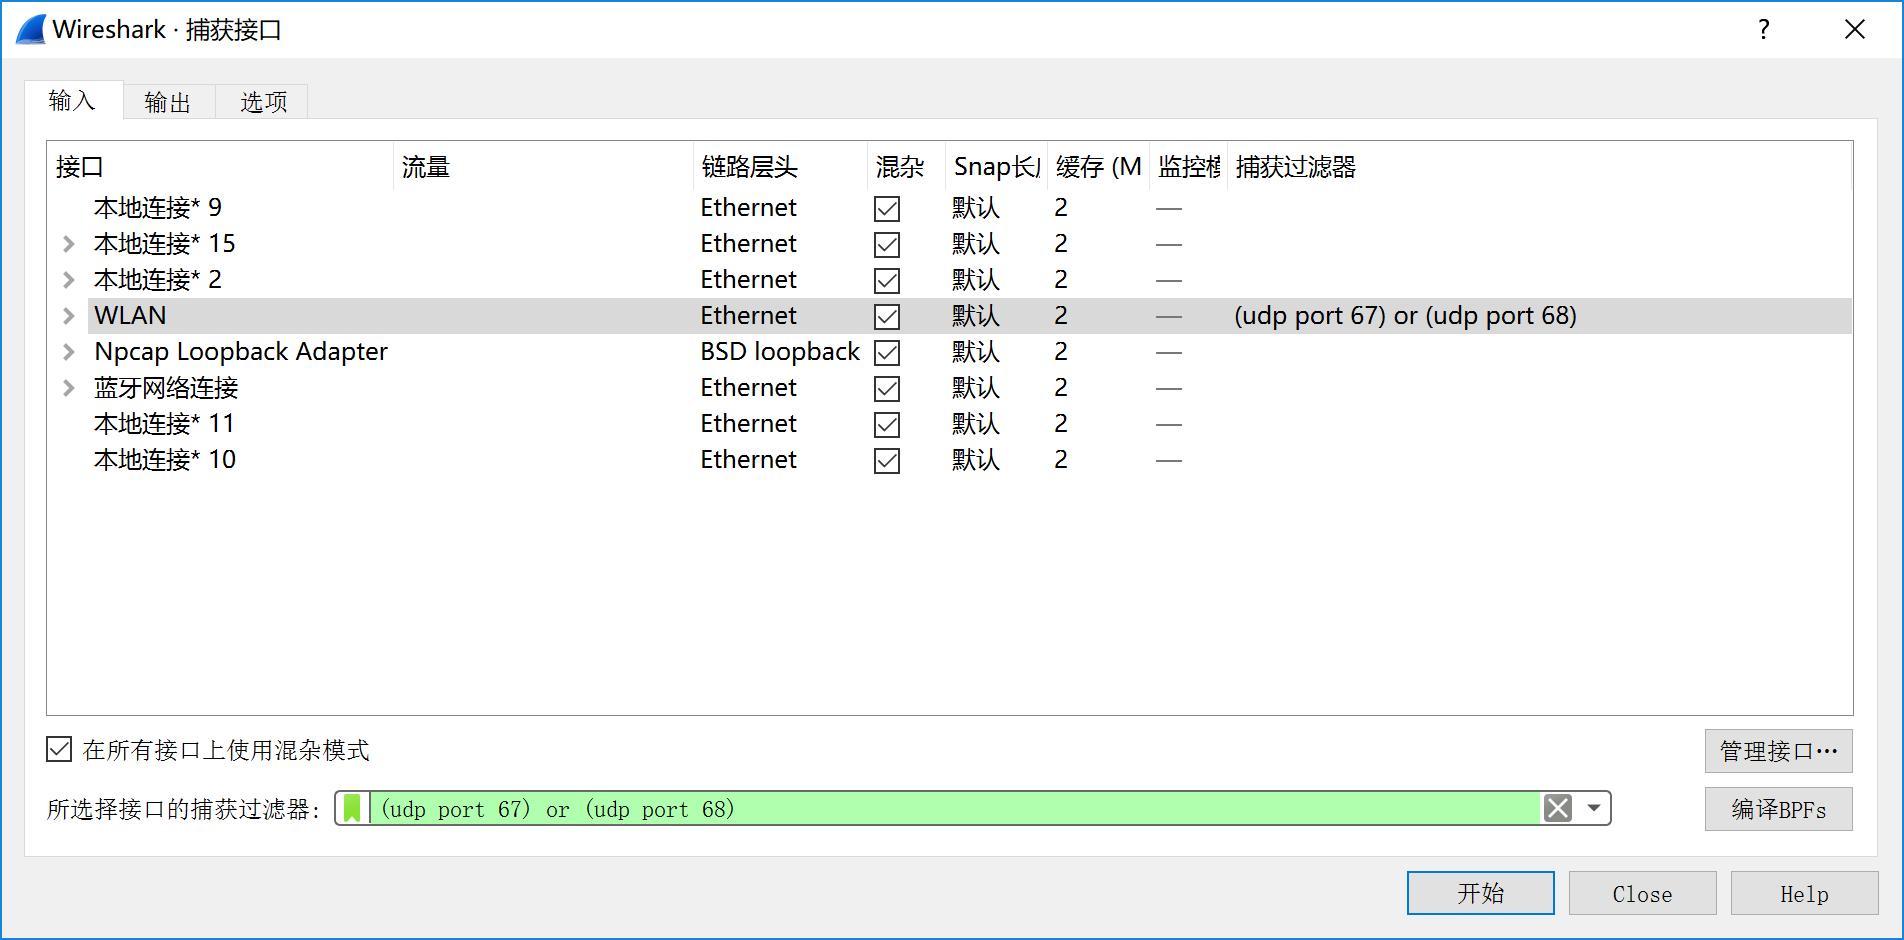 Wireshark · 捕获接口
输入 输出 选项
接口 流量 链路层头 混杂 Snap长 缓存 (M 监控 捕获过滤器
本地连接* 9 Ethernet 默认 2 —
本地连接* 15 Ethernet 默认 2 —
本地连接* 2 Ethernet 默认 2 —
WLAN Ethernet 默认 2 — (udp port 67) or (udp port 68)
Npcap Loopback Adapter BSD loopback 默认 2 —
蓝牙网络连接 Ethernet 默认 2 —
本地连接* 11 Ethernet 默认 2 —
本地连接* 10 Ethernet 默认 2 —
在所有接口上使用混杂模式 管理接口…
所选择接口的捕获过滤器： (udp port 67) or (udp port 68) 编译BPFs
开始 Close Help